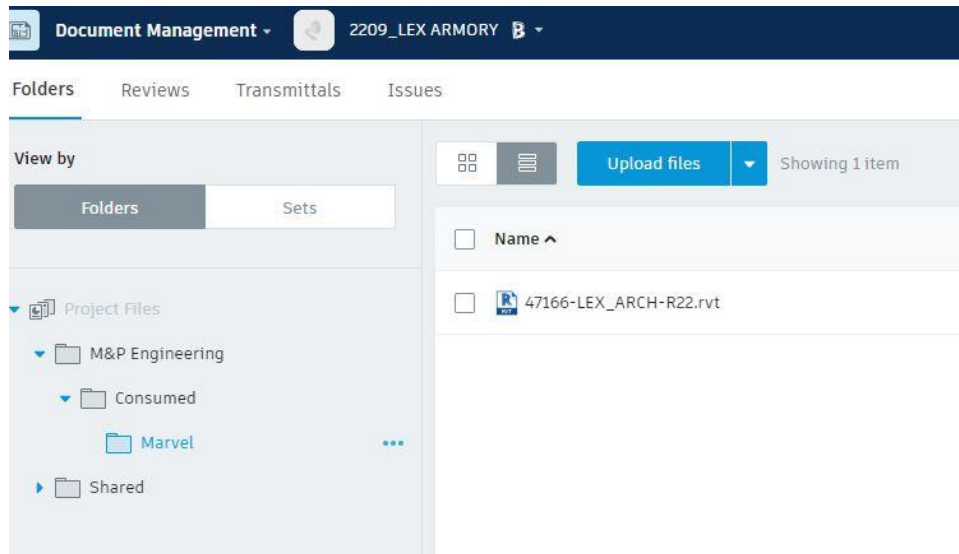 Document Management 2209_LEX ARMORY B
Folders Reviews Transmittals Issues
View by
Folders Sets
Upload files Showing 1 item
Name
Project Files
M&P Engineering
Consumed
Marvel
Shared
R RVT 47166-LEX_ARCH-R22.rvt